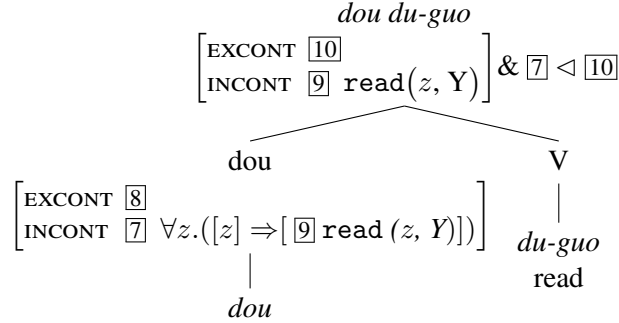 dou du-guo
EXCONT 10
INCONT 9 read(z, Y) & 7 ◁ 10
dou V
EXCONT 8
INCONT 7 ∀z.([z] ⇒[ 9 read (z, Y)])
du-guo
read
dou